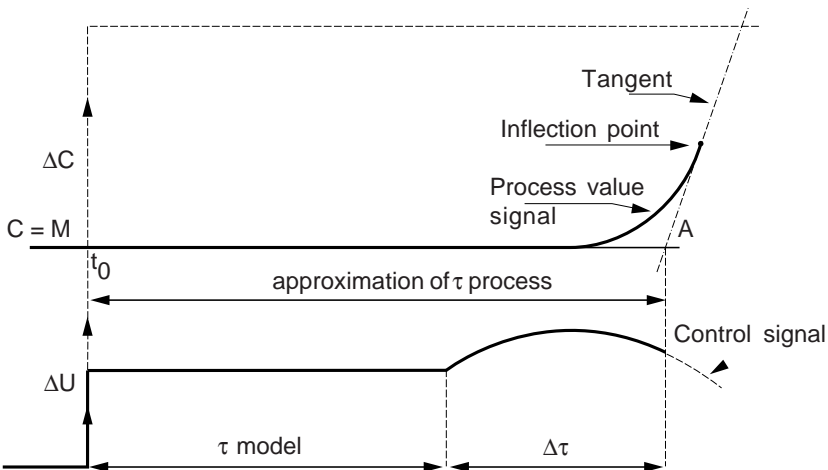 Tangent
Inflection point
ΔC
Process value
signal
C = M
A
t0
approximation of τ process
Control signal
ΔU
τ model
Δτ